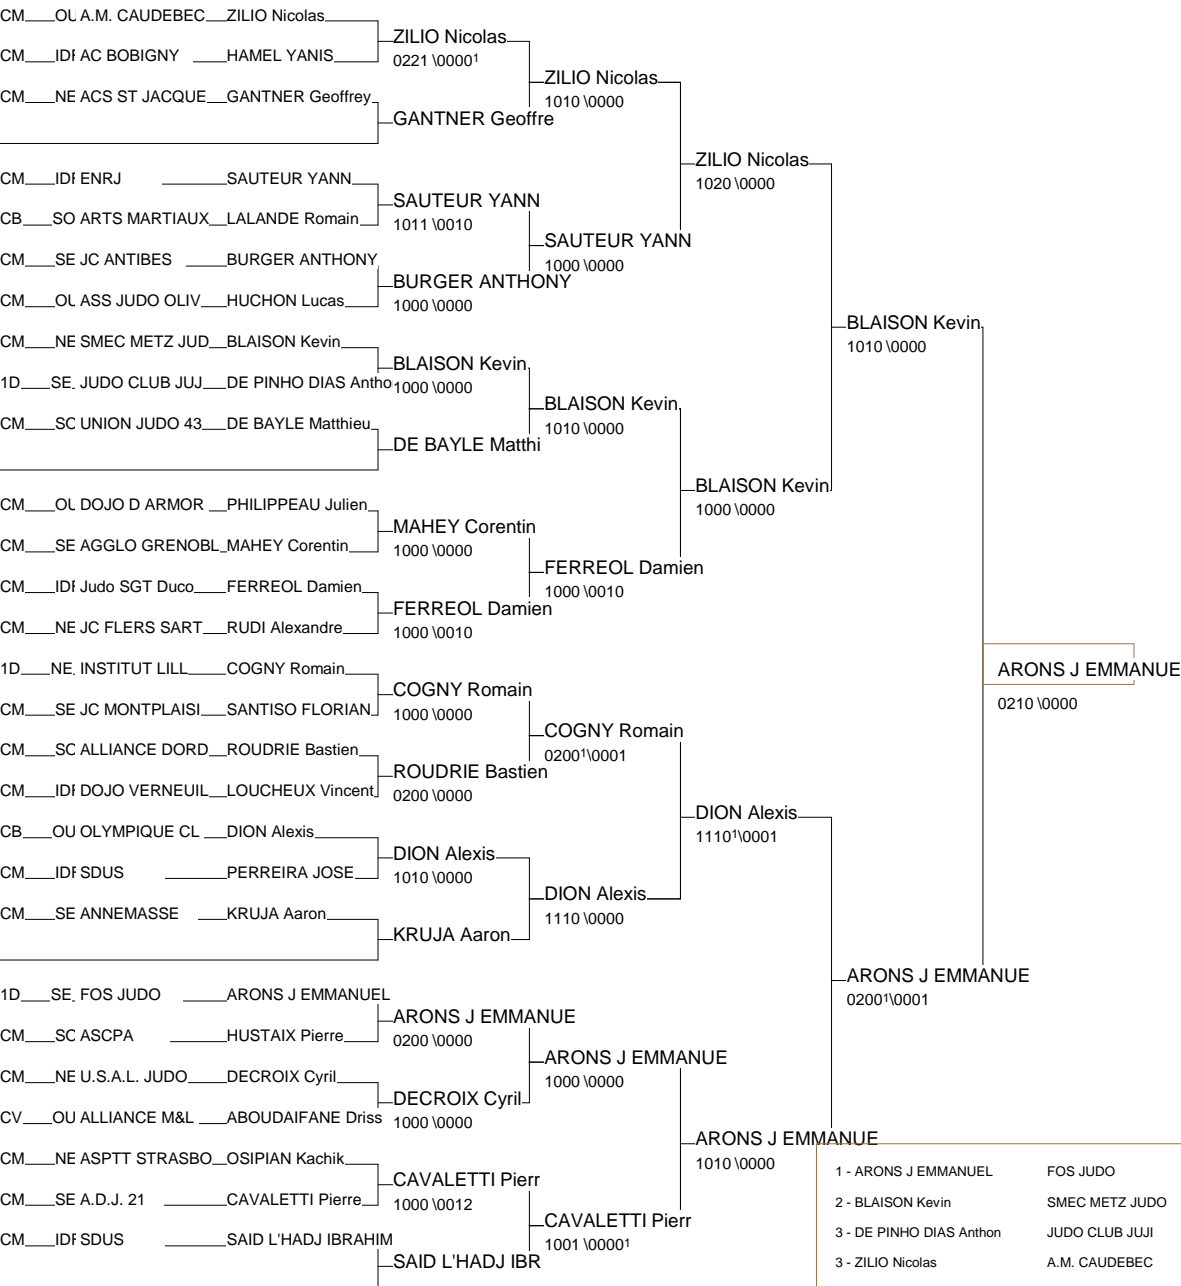 CM OU A.M. CAUDEBEC ZILIO Nicolas
ZILIO Nicolas
0221 \0000¹
CM IDF AC BOBIGNY HAMEL YANIS
ZILIO Nicolas
1010 \0000
CM NE ACS ST JACQUE GANTNER Geoffrey
GANTNER Geoffre
ZILIO Nicolas
1020 \0000
CM IDF ENRJ SAUTEUR YANN
SAUTEUR YANN
1011 \0010
CB SO ARTS MARTIAUX LALANDE Romain
SAUTEUR YANN
1000 \0000
CM SE JC ANTIBES BURGER ANTHONY
BURGER ANTHONY
1000 \0000
CM OU ASS JUDO OLIV HUCHON Lucas
BLAISON Kevin
1010 \0000
CM NE SMEC METZ JUD BLAISON Kevin
BLAISON Kevin
1000 \0000
1D SE JUDO CLUB JUJ DE PINHO DIAS Antho
BLAISON Kevin
1010 \0000
CM SO UNION JUDO 43 DE BAYLE Matthieu
DE BAYLE Matthi
BLAISON Kevin
1000 \0000
CM OU DOJO D ARMOR PHILIPPEAU Julien
MAHEY Corentin
1000 \0000
CM SE AGGLO GRENOBL MAHEY Corentin
FERREOL Damien
1000 \0010
CM IDF Judo SGT Duco FERREOL Damien
FERREOL Damien
1000 \0010
CM NE JC FLERS SART RUDI Alexandre
ARONS J EMMANUE
0210 \0000
1D NE INSTITUT LILL COGNY Romain
COGNY Romain
1000 \0000
CM SE JC MONTPLAISI SANTISO FLORIAN
COGNY Romain
0200¹\0001
CM SO ALLIANCE DORD ROUDRIE Bastien
ROUDRIE Bastien
0200 \0000
CM IDF DOJO VERNEUIL LOUCHEUX Vincent
DION Alexis
1110¹\0001
CB OU OLYMPIQUE CL DION Alexis
DION Alexis
1010 \0000
CM IDF SDUS PERREIRA JOSE
DION Alexis
1110 \0000
CM SE ANNEMASSE KRUJA Aaron
KRUJA Aaron
ARONS J EMMANUE
0200¹\0001
1D SE FOS JUDO ARONS J EMMANUEL
ARONS J EMMANUE
0200 \0000
CM SO ASCPA HUSTAIX Pierre
ARONS J EMMANUE
1000 \0000
CM NE U.S.A.L. JUDO DECROIX Cyril
DECROIX Cyril
1000 \0000
CV OU ALLIANCE M&L ABOUDAIFANE Driss
ARONS J EMMANUE
1010 \0000
CM NE ASPTT STRASBO OSIPIAN Kachik
CAVALETTI Pierr
1000 \0012
CM SE A.D.J. 21 CAVALETTI Pierre
CAVALETTI Pierr
1001 \0000¹
CM IDF SDUS SAID L'HADJ IBRAHIM
SAID L'HADJ IBR
1 - ARONS J EMMANUEL FOS JUDO
2 - BLAISON Kevin SMEC METZ JUDO
3 - DE PINHO DIAS Anthon JUDO CLUB JUJI
3 - ZILIO Nicolas A.M. CAUDEBEC